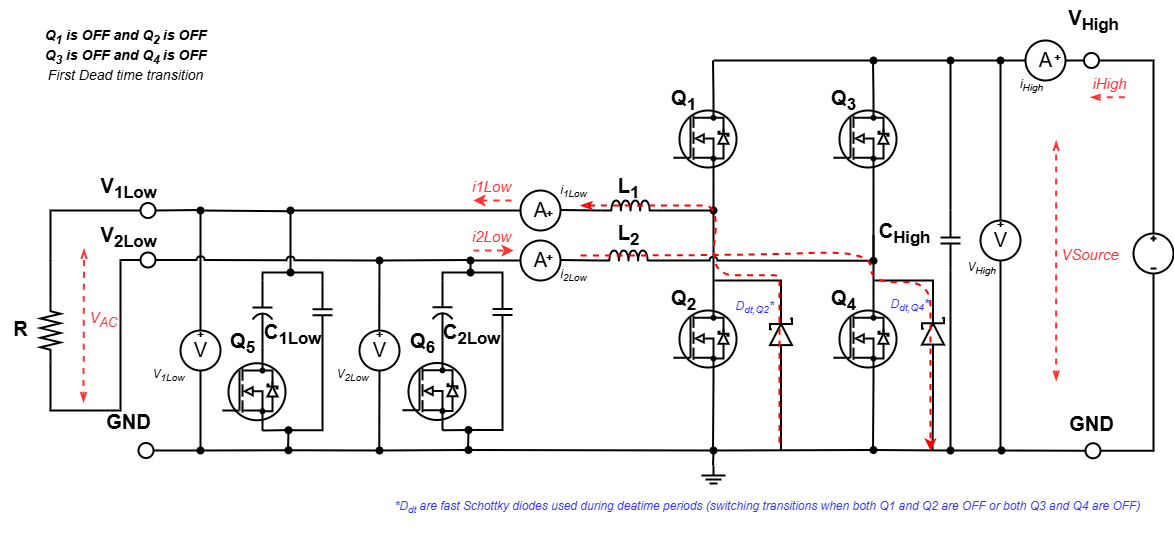 Q1 is OFF and Q2 is OFF
Q3 is OFF and Q4 is OFF
First Dead time transition
VHigh
A+
iHigh
iHigh
Q1
Q3
V1Low
i1Low
A+
i1Low
L1
V2Low
i2Low
A+
i2Low
L2
CHigh
+
V
VHigh
VSource
+
-
R
VAC
+
V
V1Low
Q5
C1Low
+
V
V2Low
Q6
C2Low
Q2
Ddt,Q2*
Q4
Ddt,Q4*
GND
GND
*Ddt are fast Schottky diodes used during deatime periods (switching transitions when both Q1 and Q2 are OFF or both Q3 and Q4 are OFF)